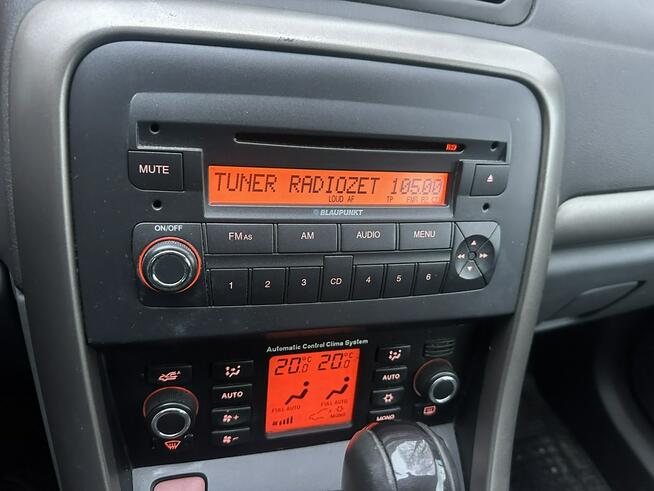 MUTE
TUNER RADIOZET 105.00
LOUD AF TP
BLAUPUNKT
ON/OFF
FM AS
AM
AUDIO
MENU
1
2
3
CD
4
5
6
Automatic Control Clima System
20.0 °C 20.0 °C
AUTO
AUTO
FULL AUTO
FULL AUTO
MONO
MONO